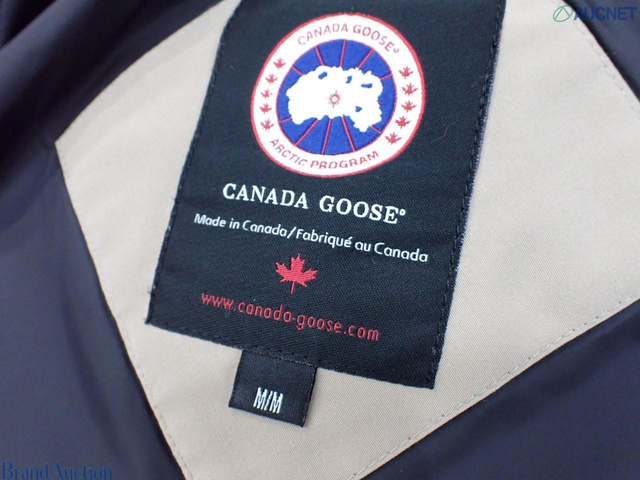 AUCNET
CANADA GOOSE®
ARCTIC PROGRAM
CANADA GOOSE®
Made in Canada/Fabriqué au Canada
www.canada-goose.com
M/M
Brand Auction